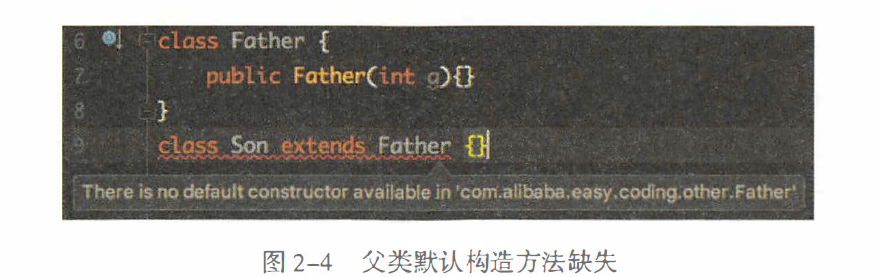 6 class Father {
7 public Father(int g){}
8 }
9 class Son extends Father {}
There is no default constructor available in 'com.alibaba.easy.coding.other.Father'
图 2-4 父类默认构造方法缺失